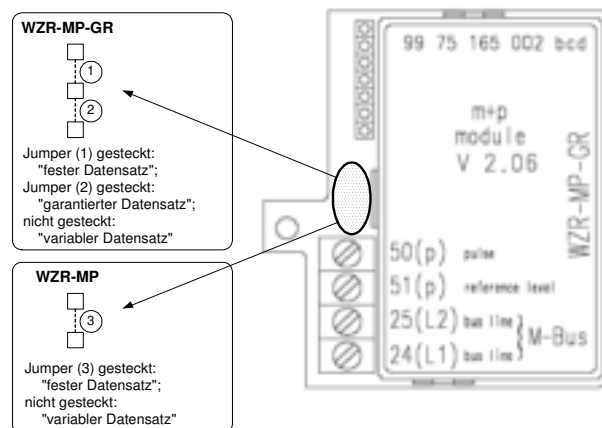 WZR-MP-GR
1
2
Jumper (1) gesteckt:
"fester Datensatz";
Jumper (2) gesteckt:
"garantierter Datensatz";
nicht gesteckt:
"variabler Datensatz"
WZR-MP
3
Jumper (3) gesteckt:
"fester Datensatz";
nicht gesteckt:
"variabler Datensatz"
99 75 165 002 bcd
m+p
module
V 2.06
WZR-MP-GR
50(p) pulse
51(p) reference level
25(L2) bus line
24(L1) bus line
M-Bus